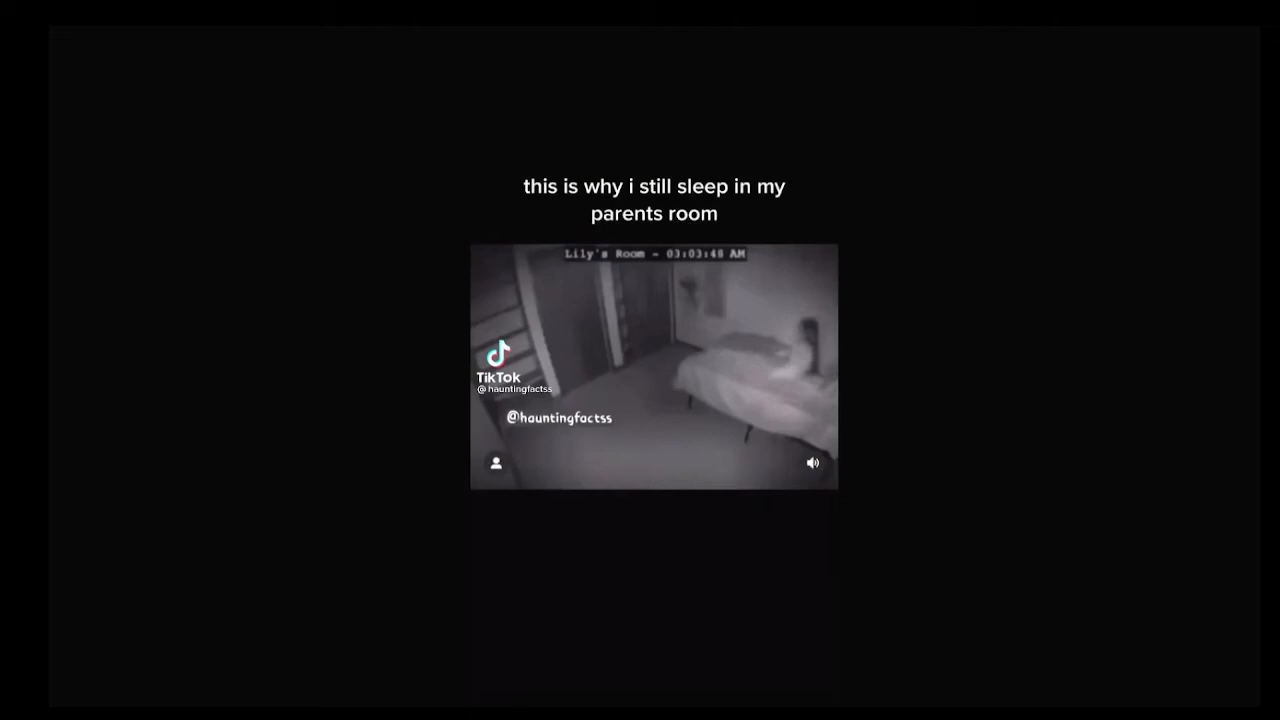 this is why i still sleep in my
parents room
Lily's Room - 03:03:48 AM
TikTok
@hauntingfactss
@hauntingfactss